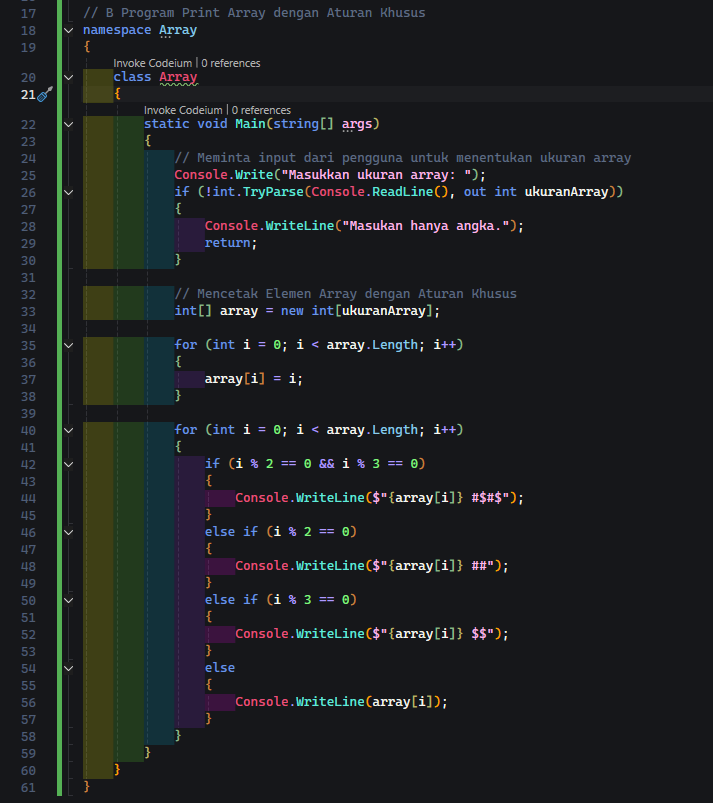 17 // B Program Print Array dengan Aturan Khusus
18 namespace Array
19 {
Invoke Codeium | 0 references
20 class Array
21 {
Invoke Codeium | 0 references
22 static void Main(string[] args)
23 {
24 // Meminta input dari pengguna untuk menentukan ukuran array
25 Console.Write("Masukkan ukuran array: ");
26 if (!int.TryParse(Console.ReadLine(), out int ukuranArray))
27 {
28 Console.WriteLine("Masukan hanya angka.");
29 return;
30 }
31
32 // Mencetak Elemen Array dengan Aturan Khusus
33 int[] array = new int[ukuranArray];
34
35 for (int i = 0; i < array.Length; i++)
36 {
37 array[i] = i;
38 }
39
40 for (int i = 0; i < array.Length; i++)
41 {
42 if (i % 2 == 0 && i % 3 == 0)
43 {
44 Console.WriteLine($"{array[i]} #$#$");
45 }
46 else if (i % 2 == 0)
47 {
48 Console.WriteLine($"{array[i]} ##");
49 }
50 else if (i % 3 == 0)
51 {
52 Console.WriteLine($"{array[i]} $$");
53 }
54 else
55 {
56 Console.WriteLine(array[i]);
57 }
58 }
59 }
60 }
61 }